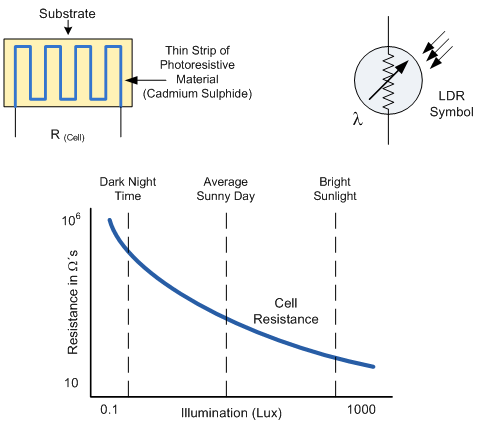 Substrate
Thin Strip of
Photoresistive
Material
(Cadmium Sulphide)
R (Cell)
λ
LDR
Symbol
Dark Night
Time
Average
Sunny Day
Bright
Sunlight
10⁶
Resistance in Ω´s
Cell
Resistance
10
0.1
Illumination (Lux)
1000